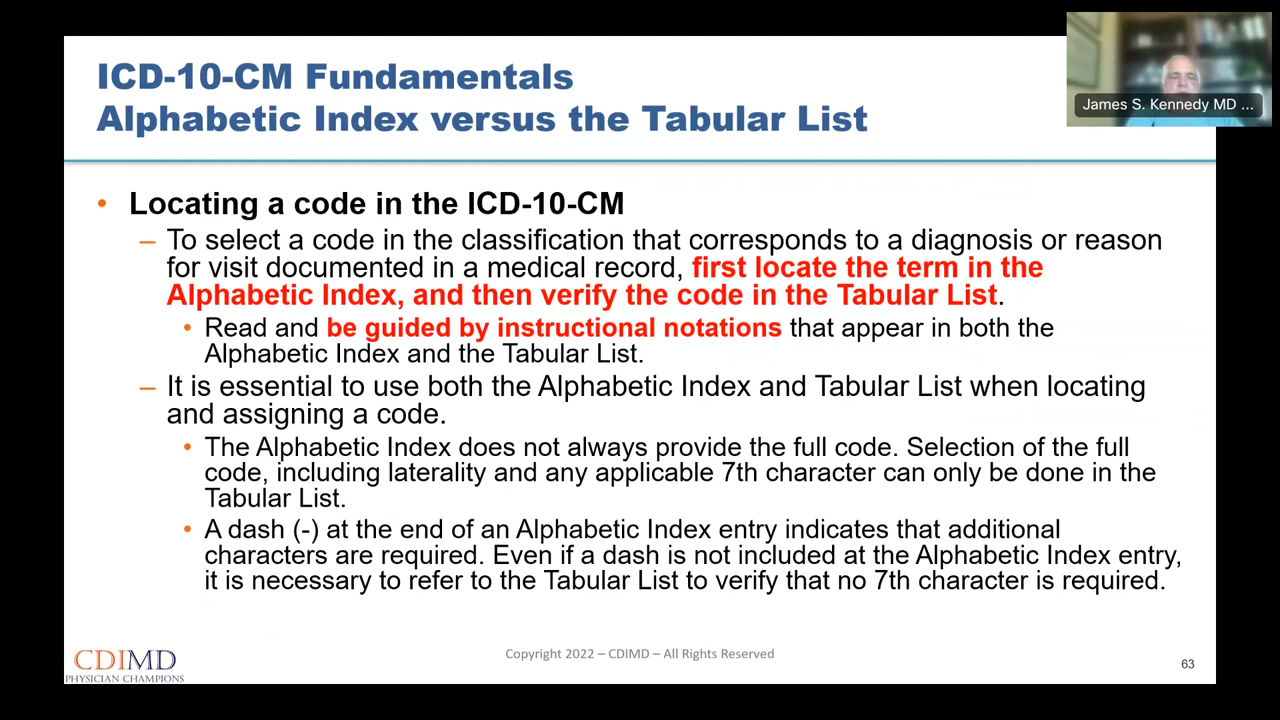 ICD-10-CM Fundamentals
Alphabetic Index versus the Tabular List
James S. Kennedy MD ...
• Locating a code in the ICD-10-CM
– To select a code in the classification that corresponds to a diagnosis or reason
for visit documented in a medical record, first locate the term in the
Alphabetic Index, and then verify the code in the Tabular List.
• Read and be guided by instructional notations that appear in both the
Alphabetic Index and the Tabular List.
– It is essential to use both the Alphabetic Index and Tabular List when locating
and assigning a code.
• The Alphabetic Index does not always provide the full code. Selection of the full
code, including laterality and any applicable 7th character can only be done in the
Tabular List.
• A dash (-) at the end of an Alphabetic Index entry indicates that additional
characters are required. Even if a dash is not included at the Alphabetic Index entry,
it is necessary to refer to the Tabular List to verify that no 7th character is required.
CDIMD
PHYSICIAN CHAMPIONS
Copyright 2022 – CDIMD – All Rights Reserved
63